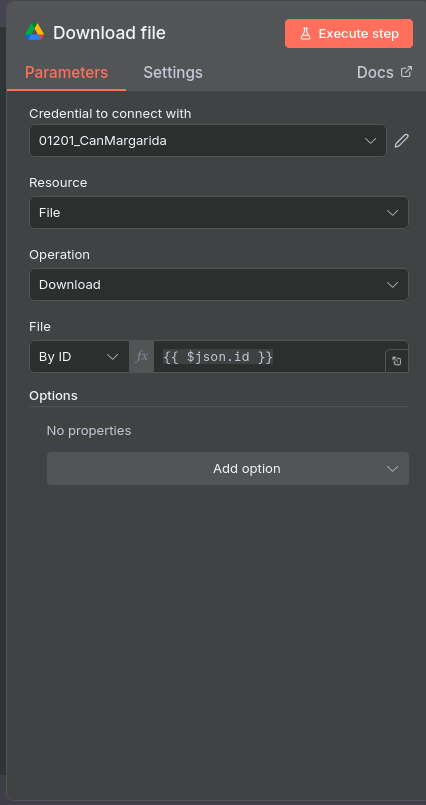 Download file
Execute step
Parameters
Settings
Docs
Credential to connect with
01201_CanMargarida
Resource
File
Operation
Download
File
By ID
fx
{{ $json.id }}
Options
No properties
Add option